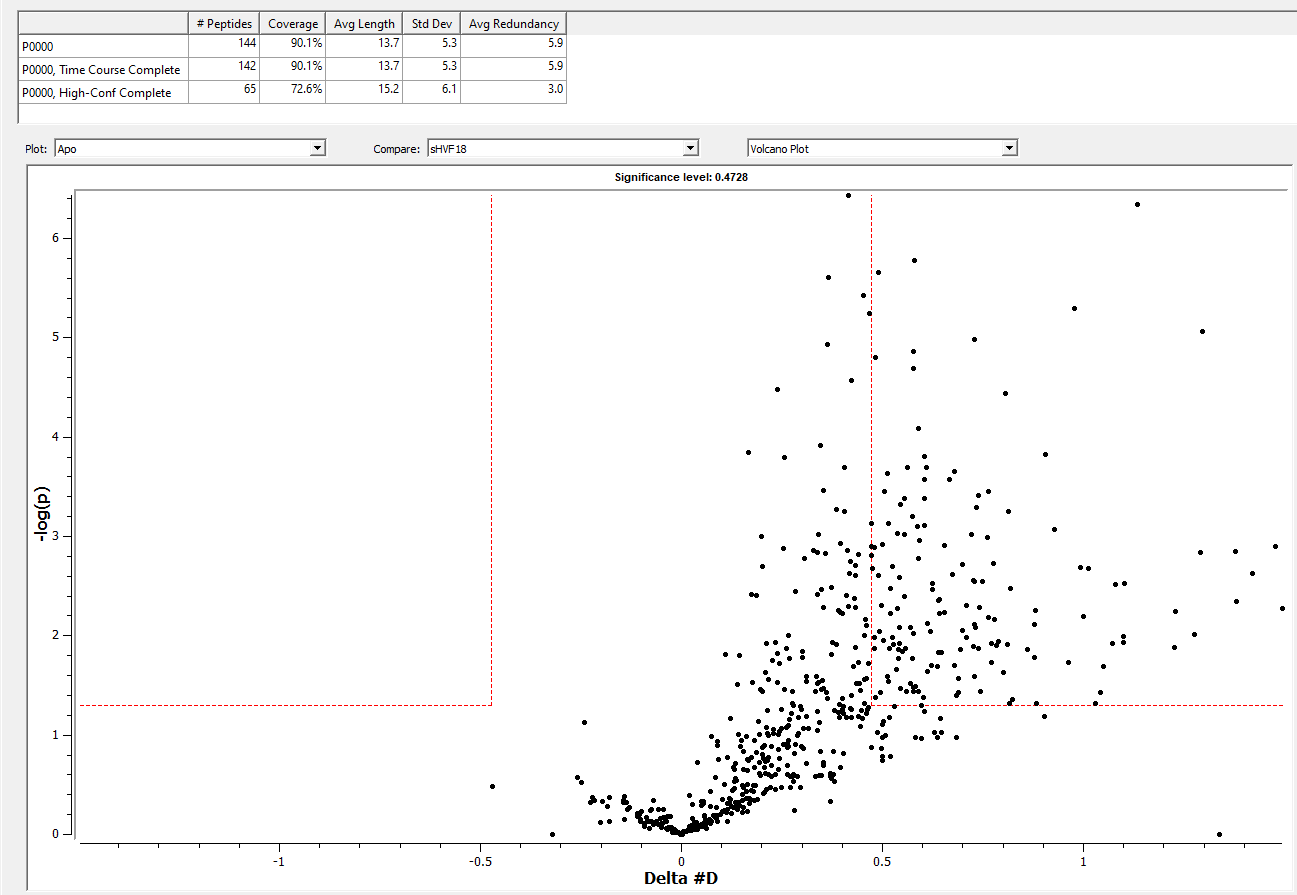 # Peptides Coverage Avg Length Std Dev Avg Redundancy
P0000 144 90.1% 13.7 5.3 5.9
P0000, Time Course Complete 142 90.1% 13.7 5.3 5.9
P0000, High-Conf Complete 65 72.6% 15.2 6.1 3.0
Plot: Apo Compare: sHVF18 Volcano Plot
Significance level: 0.4728
6
5
4
-log(p)
3
2
1
0
-1 -0.5 0 0.5 1
Delta #D